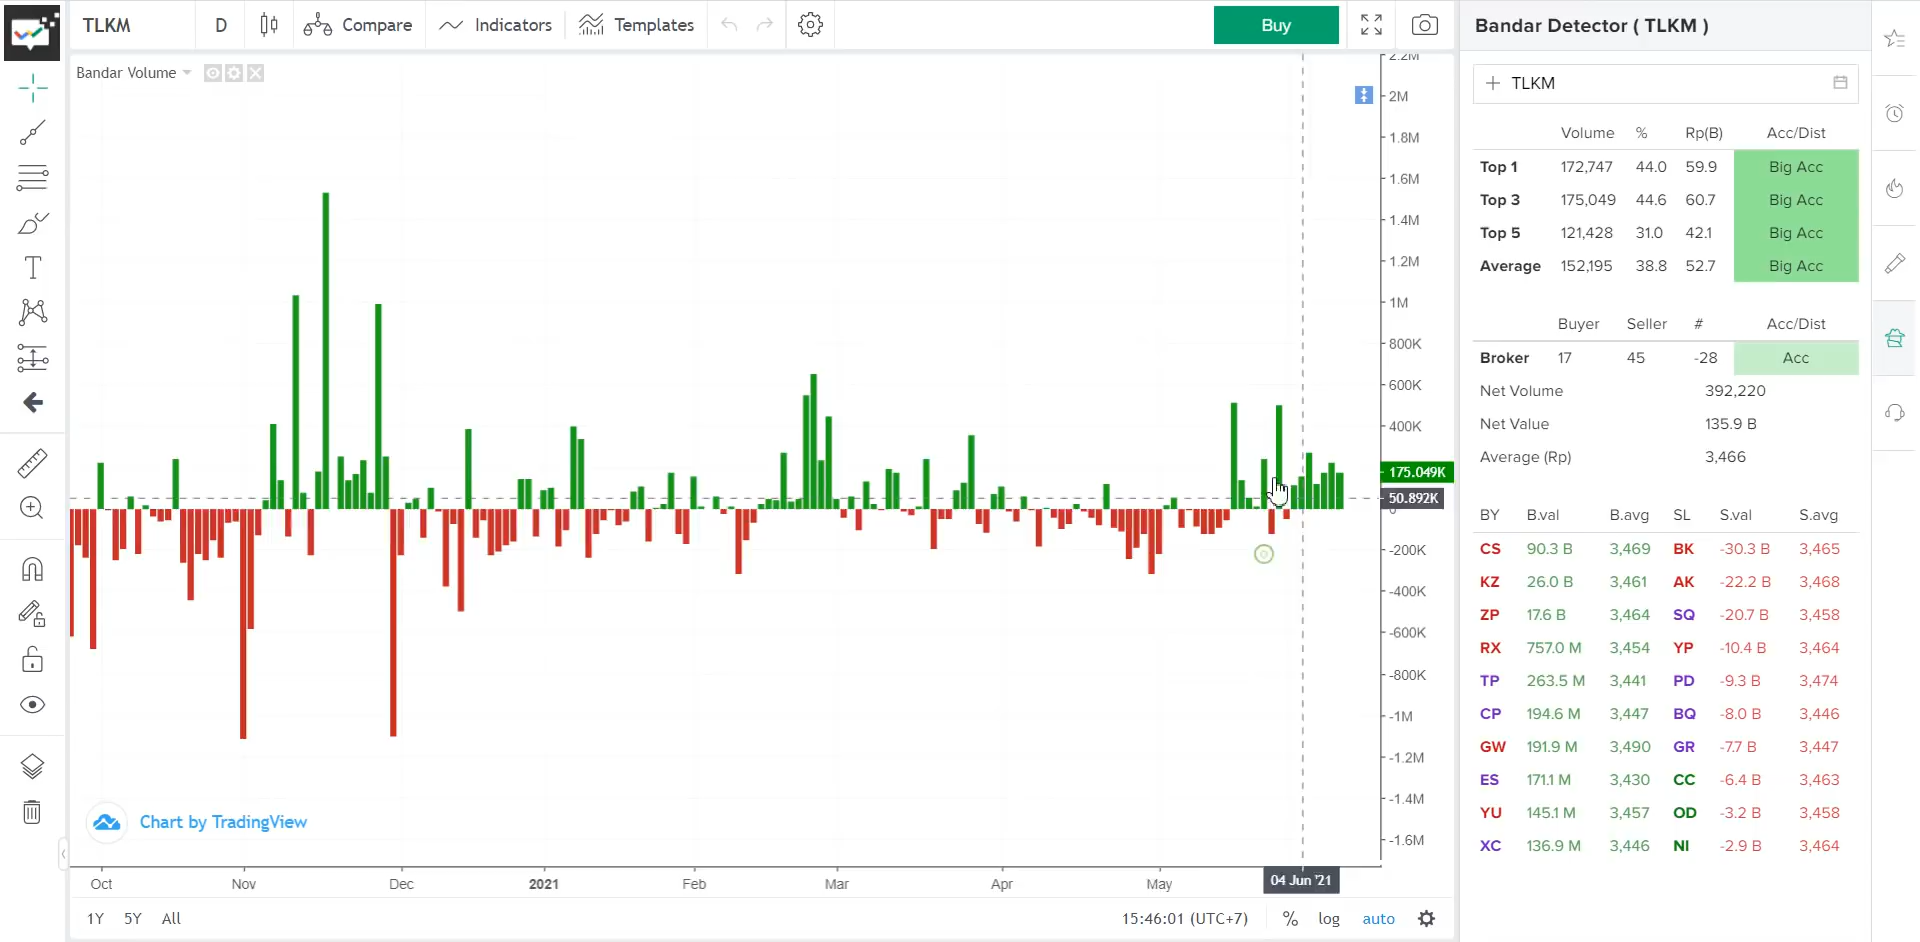 TLKM D Compare Indicators Templates Buy
Bandar Volume
2.2M
2M
1.8M
1.6M
1.4M
1.2M
1M
800K
600K
400K
175.049K
50.892K
0
-200K
-400K
-600K
-800K
-1M
-1.2M
-1.4M
-1.6M
Chart by TradingView
Oct Nov Dec 2021 Feb Mar Apr May 04 Jun '21
1Y 5Y All 15:46:01 (UTC+7) % log auto
Bandar Detector ( TLKM )
TLKM
Volume % Rp(B) Acc/Dist
Top 1 172,747 44.0 59.9 Big Acc
Top 3 175,049 44.6 60.7 Big Acc
Top 5 121,428 31.0 42.1 Big Acc
Average 152,195 38.8 52.7 Big Acc
Buyer Seller # Acc/Dist
Broker 17 45 -28 Acc
Net Volume 392,220
Net Value 135.9 B
Average (Rp) 3,466
BY B.val B.avg SL S.val S.avg
CS 90.3 B 3,469 BK -30.3 B 3,465
KZ 26.0 B 3,461 AK -22.2 B 3,468
ZP 17.6 B 3,464 SQ -20.7 B 3,458
RX 757.0 M 3,454 YP -10.4 B 3,464
TP 263.5 M 3,441 PD -9.3 B 3,474
CP 194.6 M 3,447 BQ -8.0 B 3,446
GW 191.9 M 3,490 GR -7.7 B 3,447
ES 171.1 M 3,430 CC -6.4 B 3,463
YU 145.1 M 3,457 OD -3.2 B 3,458
XC 136.9 M 3,446 NI -2.9 B 3,464